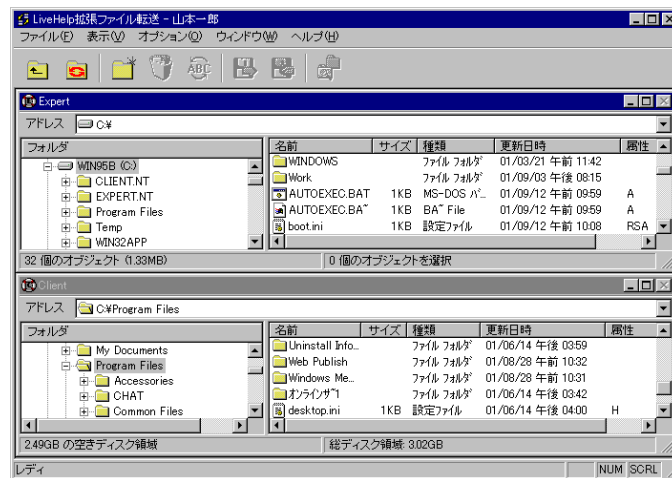 LiveHelp拡張ファイル転送 - 山本一郎
ファイル(F) 表示(V) オプション(O) ウィンドウ(W) ヘルプ(H)
ABC
Expert
アドレス C:¥
フォルダ
WIN95B (C:)
CLIENT.NT
EXPERT.NT
Program Files
Temp
WIN32APP
名前 サイズ 種類 更新日時 属性
WINDOWS ファイル フォルダ 01/03/21 午前 11:42
Work ファイル フォルダ 01/09/03 午後 08:15
AUTOEXEC.BAT 1KB MS-DOS バ... 01/09/12 午前 09:59 A
AUTOEXEC.BA~ 1KB BA~ File 01/09/12 午前 09:59 A
boot.ini 1KB 設定ファイル 01/09/12 午前 10:08 RSA
32 個のオブジェクト (1.33MB) 0 個のオブジェクトを選択
Client
アドレス C:¥Program Files
フォルダ
My Documents
Program Files
Accessories
CHAT
Common Files
名前 サイズ 種類 更新日時 属性
Uninstall Info... ファイル フォルダ 01/06/14 午後 03:59
Web Publish ファイル フォルダ 01/08/28 午前 10:32
Windows Me... ファイル フォルダ 01/08/28 午前 10:31
オンラインサ~1 ファイル フォルダ 01/06/14 午後 03:42
desktop.ini 1KB 設定ファイル 01/06/14 午後 04:00 H
2.49GB の空きディスク領域 総ディスク領域: 3.02GB
レディ NUM SCRL